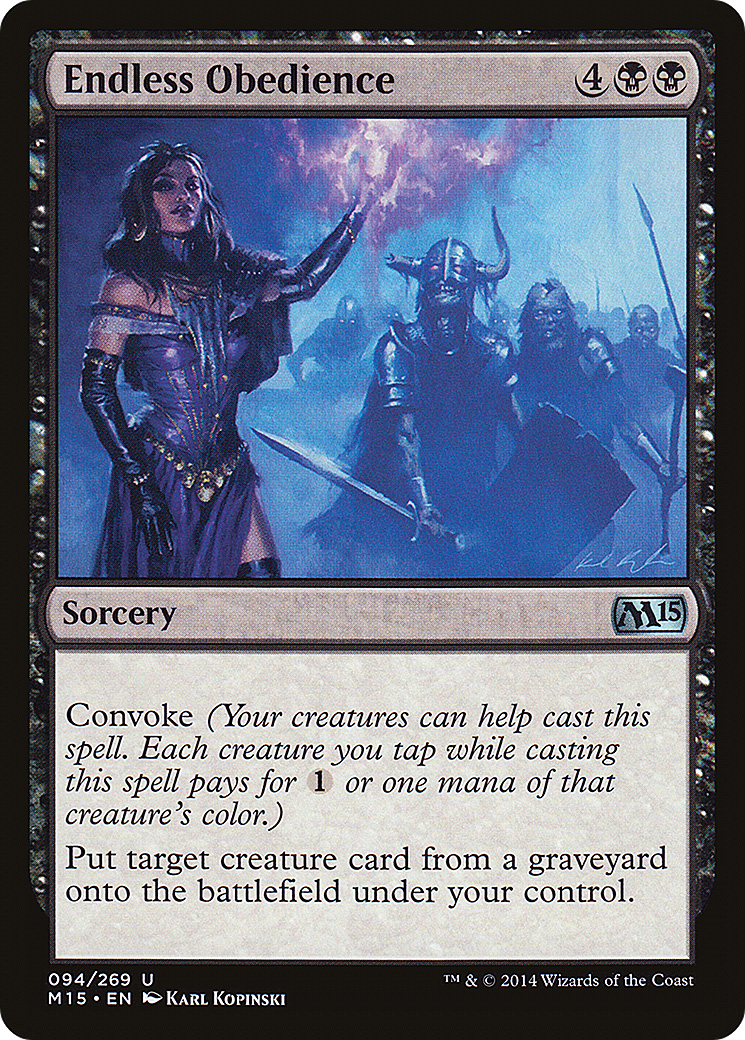 Endless Obedience 4
Sorcery M15
Convoke (Your creatures can help cast this
spell. Each creature you tap while casting
this spell pays for 1 or one mana of that
creature's color.)
Put target creature card from a graveyard
onto the battlefield under your control.
094/269 U
M15 • EN Karl Kopinski
™ & © 2014 Wizards of the Coast